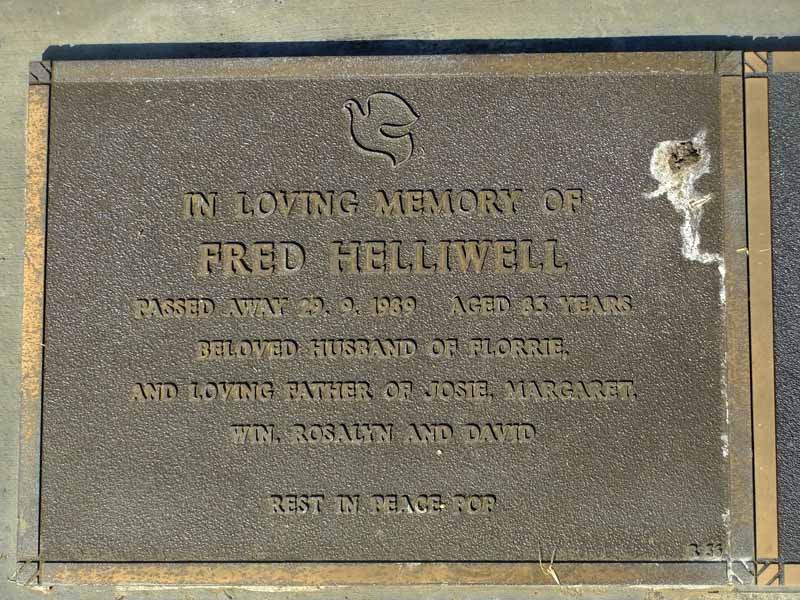 IN LOVING MEMORY OF
FRED HELLIWELL
PASSED AWAY 29. 9. 1989 AGED 83 YEARS
BELOVED HUSBAND OF FLORRIE,
AND LOVING FATHER OF JOSIE, MARGARET,
WIN, ROSALYN AND DAVID
REST IN PEACE POP